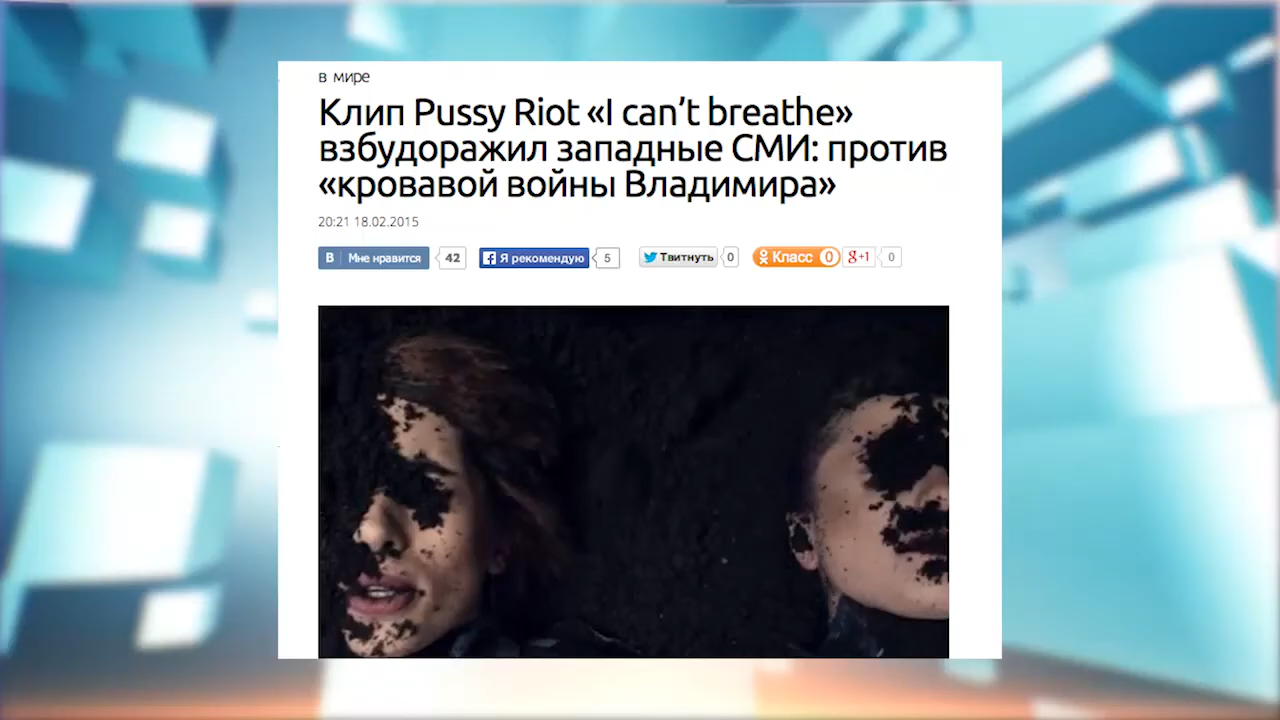 в мире
Клип Pussy Riot «I can’t breathe»
взбудоражил западные СМИ: против
«кровавой войны Владимира»
20:21 18.02.2015
В Мне нравится 42 Я рекомендую 5 Твитнуть 0 Класс 0 g+1 0